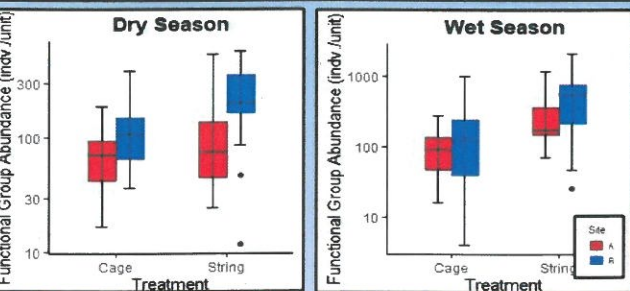 Dry Season
Functional Group Abundance (indv./unit)
300
100
30
10
Cage
String
Treatment
Wet Season
Functional Group Abundance (indv./unit)
1000
100
10
Cage
String
Treatment
Site
A
B